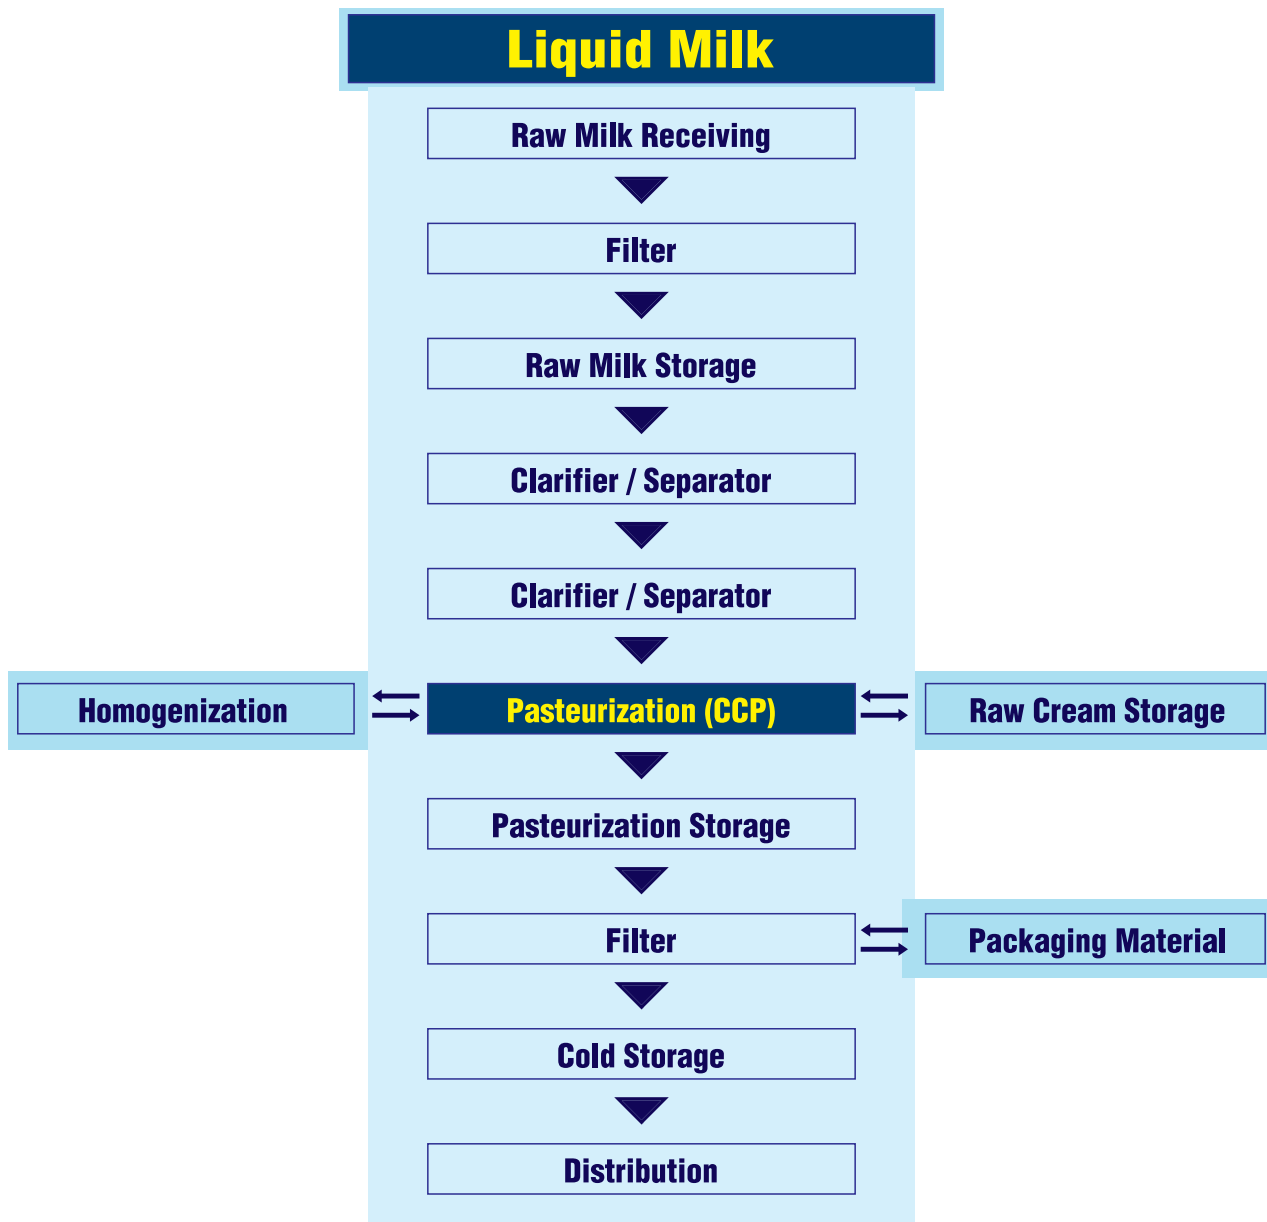 Liquid Milk
Raw Milk Receiving
Filter
Raw Milk Storage
Clarifier / Separator
Clarifier / Separator
Homogenization
Pasteurization (CCP)
Raw Cream Storage
Pasteurization Storage
Filter
Packaging Material
Cold Storage
Distribution